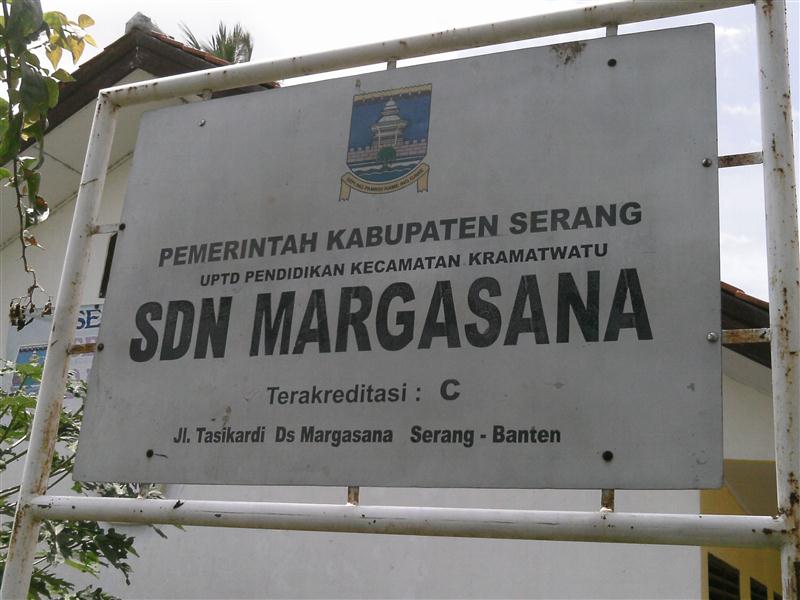 PEMERINTAH KABUPATEN SERANG
UPTD PENDIDIKAN KECAMATAN KRAMATWATU
SDN MARGASANA
Terakreditasi : C
Jl. Tasikardi Ds Margasana Serang - Banten